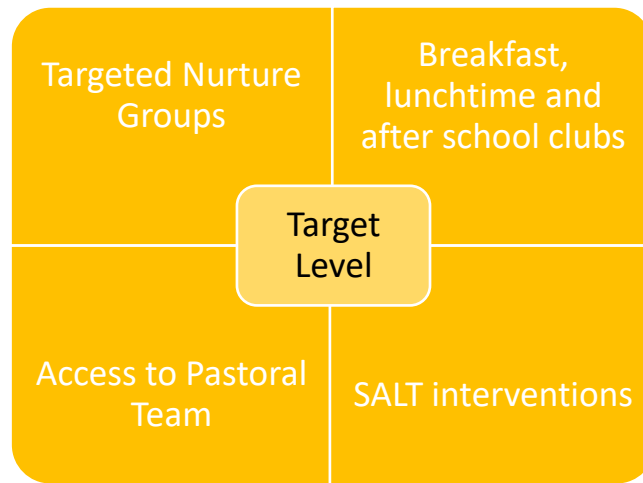 Targeted Nurture
Groups
Breakfast,
lunchtime and
after school clubs
Target
Level
Access to Pastoral
Team
SALT interventions